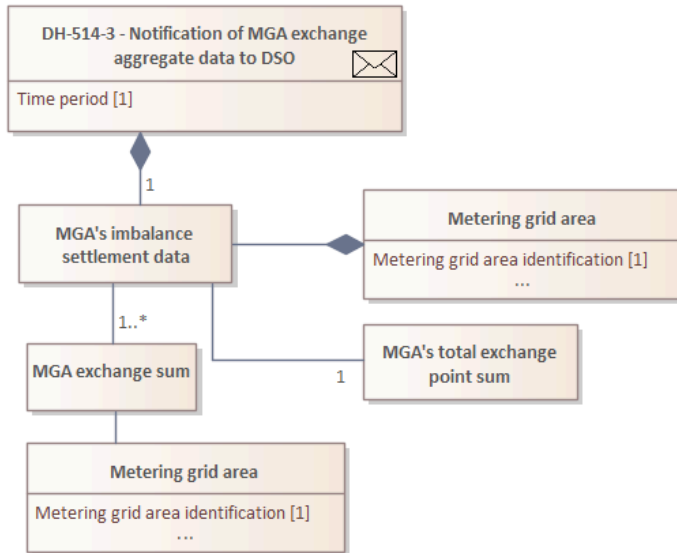 DH-514-3 - Notification of MGA exchange
aggregate data to DSO
Time period [1]
1
MGA's imbalance
settlement data
Metering grid area
Metering grid area identification [1]
...
1..*
MGA exchange sum
1
MGA's total exchange
point sum
Metering grid area
Metering grid area identification [1]
...